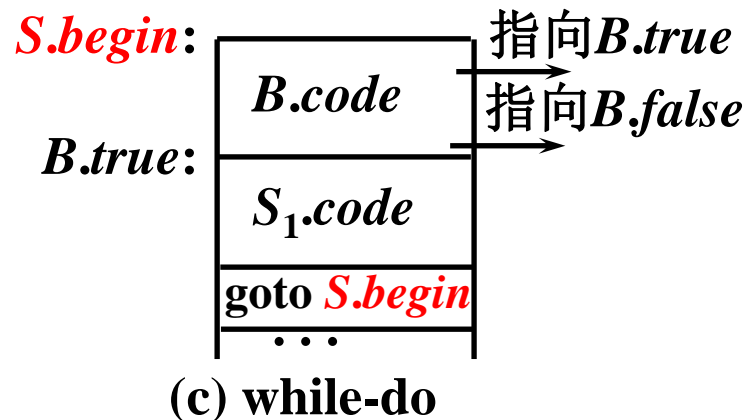 S.begin:
指向B.true
B.code
指向B.false
B.true:
S₁.code
goto S.begin
...
(c) while-do